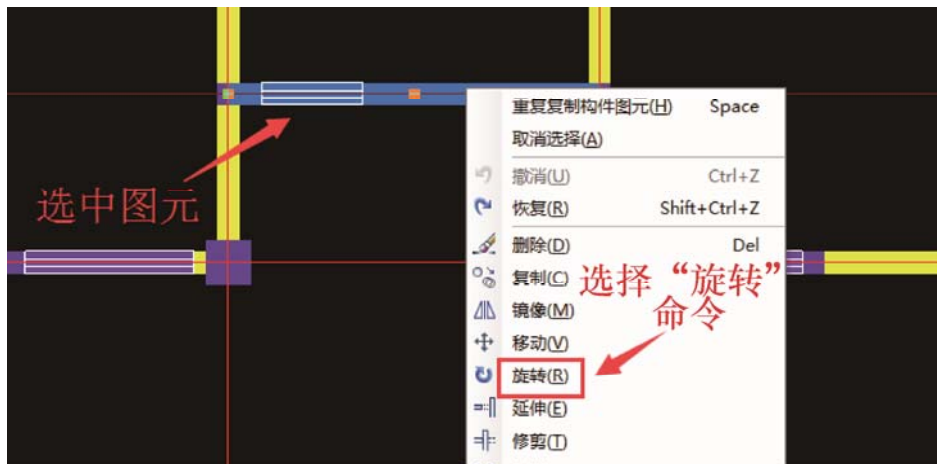 重复复制构件图元(H) Space
取消选择(A)
撤消(U) Ctrl+Z
选中图元
恢复(R) Shift+Ctrl+Z
删除(D) Del
复制(C)
选择“旋转”
命令
镜像(M)
移动(V)
旋转(R)
延伸(E)
修剪(T)